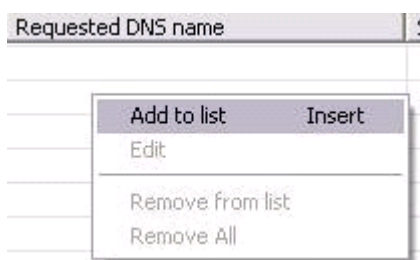 Requested DNS name
Add to list Insert
Edit
Remove from list
Remove All